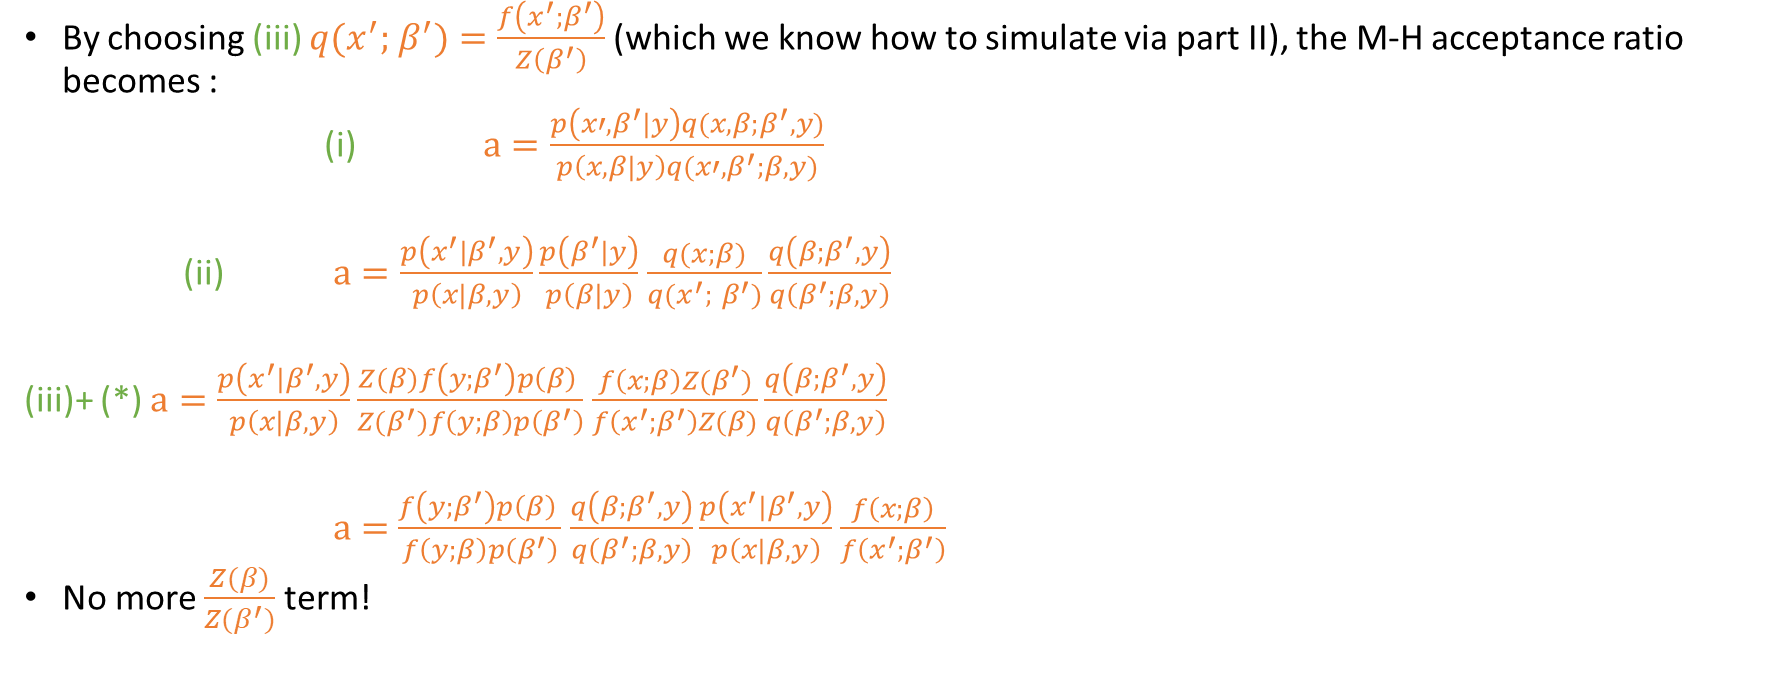 • By choosing (iii) q(x′; β′) = f(x′;β′)/Z(β′) (which we know how to simulate via part II), the M-H acceptance ratio
becomes :
(i) a = p(x′,β′|y)q(x,β;β′,y) / p(x,β|y)q(x′,β′;β,y)
(ii) a = p(x′|β′,y)/p(x|β,y) p(β′|y)/p(β|y) q(x;β)/q(x′; β′) q(β;β′,y)/q(β′;β,y)
(iii)+ (*) a = p(x′|β′,y)/p(x|β,y) Z(β)f(y;β′)p(β)/Z(β′)f(y;β)p(β′) f(x;β)Z(β′)/f(x′;β′)Z(β) q(β;β′,y)/q(β′;β,y)
a = f(y;β′)p(β)/f(y;β)p(β′) q(β;β′,y)/q(β′;β,y) p(x′|β′,y)/p(x|β,y) f(x;β)/f(x′;β′)
• No more Z(β)/Z(β′) term!